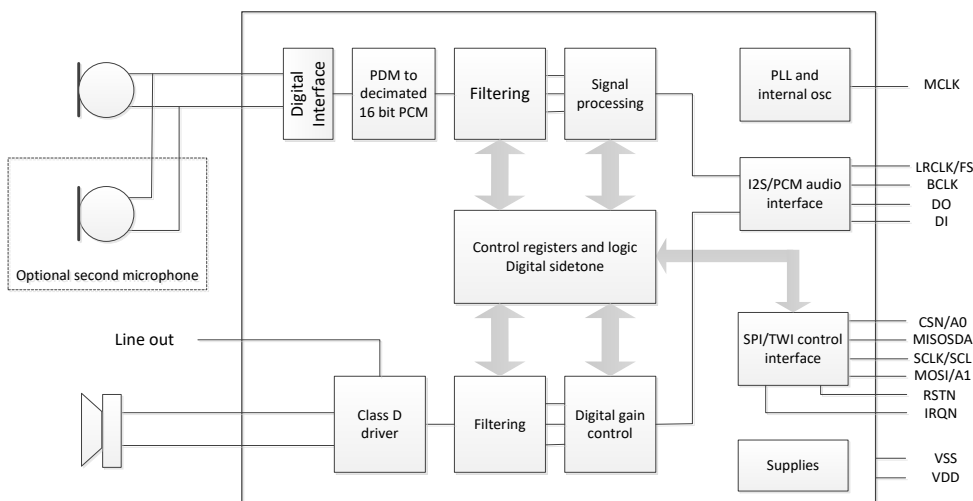 Digital
Interface
PDM to
decimated
16 bit PCM
Filtering
Signal
processing
PLL and
internal osc
MCLK
I2S/PCM audio
interface
LRCLK/FS
BCLK
DO
DI
Optional second microphone
Control registers and logic
Digital sidetone
SPI/TWI control
interface
CSN/A0
MISOSDA
SCLK/SCL
MOSI/A1
RSTN
IRQN
Line out
Class D
driver
Filtering
Digital gain
control
Supplies
VSS
VDD